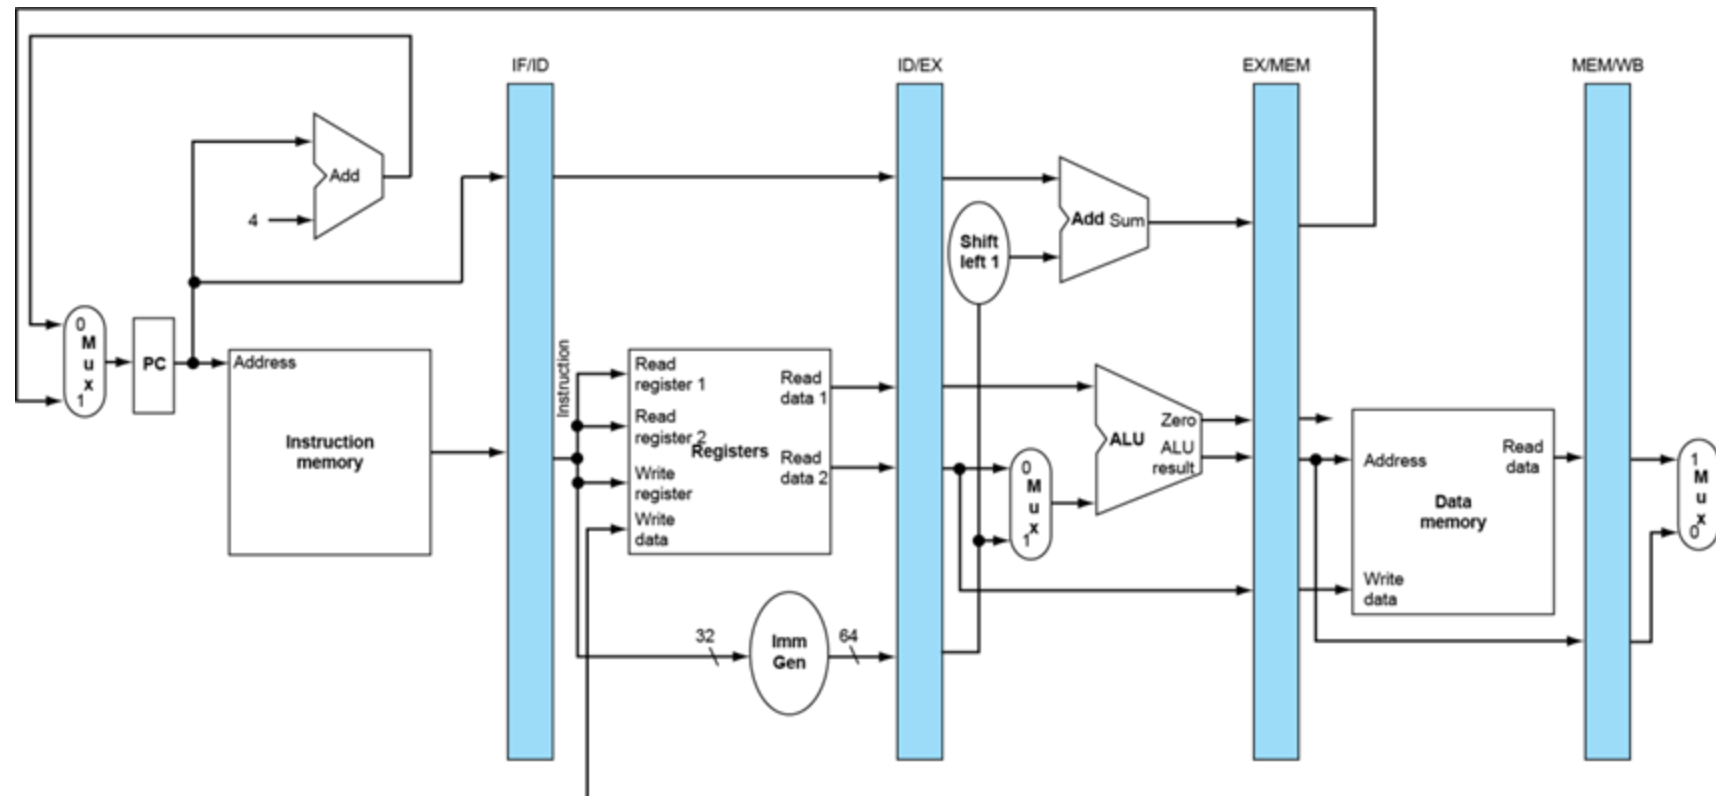 IF/ID
ID/EX
EX/MEM
MEM/WB
Add
4
Add Sum
Shift
left 1
0
M
u
x
1
PC
Address
Instruction
memory
Instruction
Read
register 1
Read
register 2
Write
register
Write
data
Registers
Read
data 1
Read
data 2
32
Imm
Gen
64
0
M
u
x
1
ALU
Zero
ALU
result
Address
Write
data
Data
memory
Read
data
1
M
u
x
0